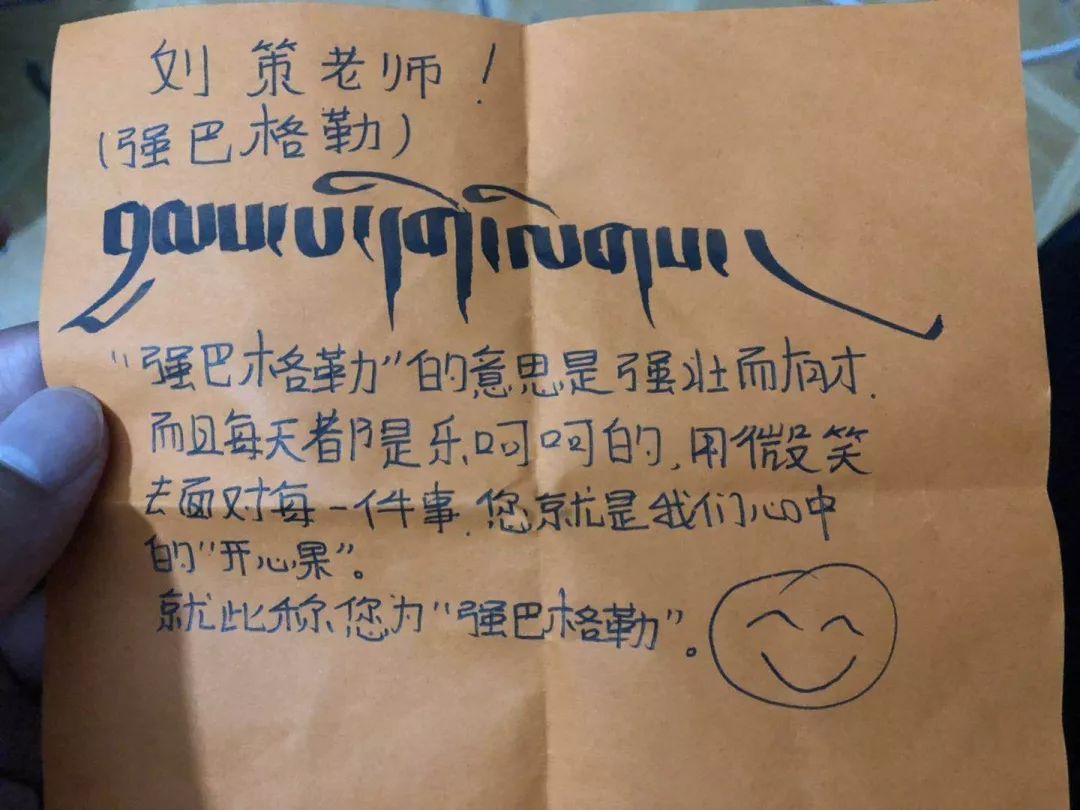 刘策老师!
(强巴格勒)
"强巴格勒"的意思是强壮而有才.
而且每天都是乐呵呵的,用微笑
去面对每一件事.您就是我们心中
的"开心果"。
就此称您为"强巴格勒"。